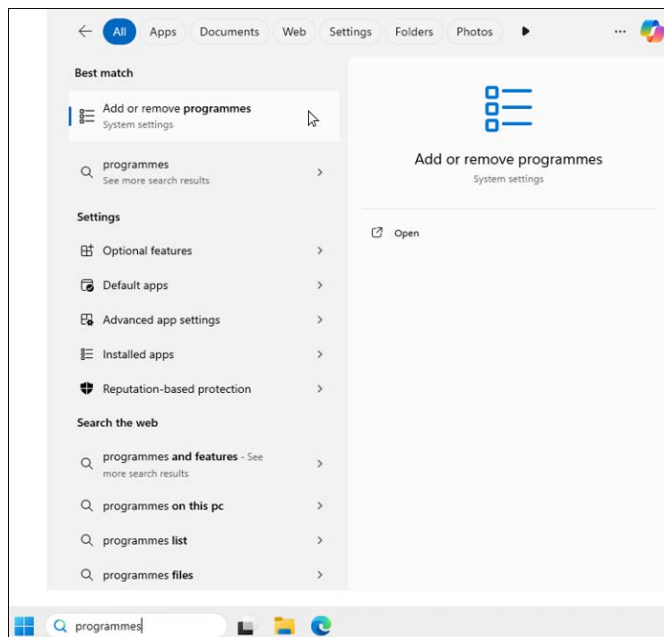 All Apps Documents Web Settings Folders Photos
Best match
Add or remove programmes
System settings
programmes
See more search results
Settings
Optional features
Default apps
Advanced app settings
Installed apps
Reputation-based protection
Search the web
programmes and features - See
more search results
programmes on this pc
programmes list
programmes files
Add or remove programmes
System settings
Open
programmes